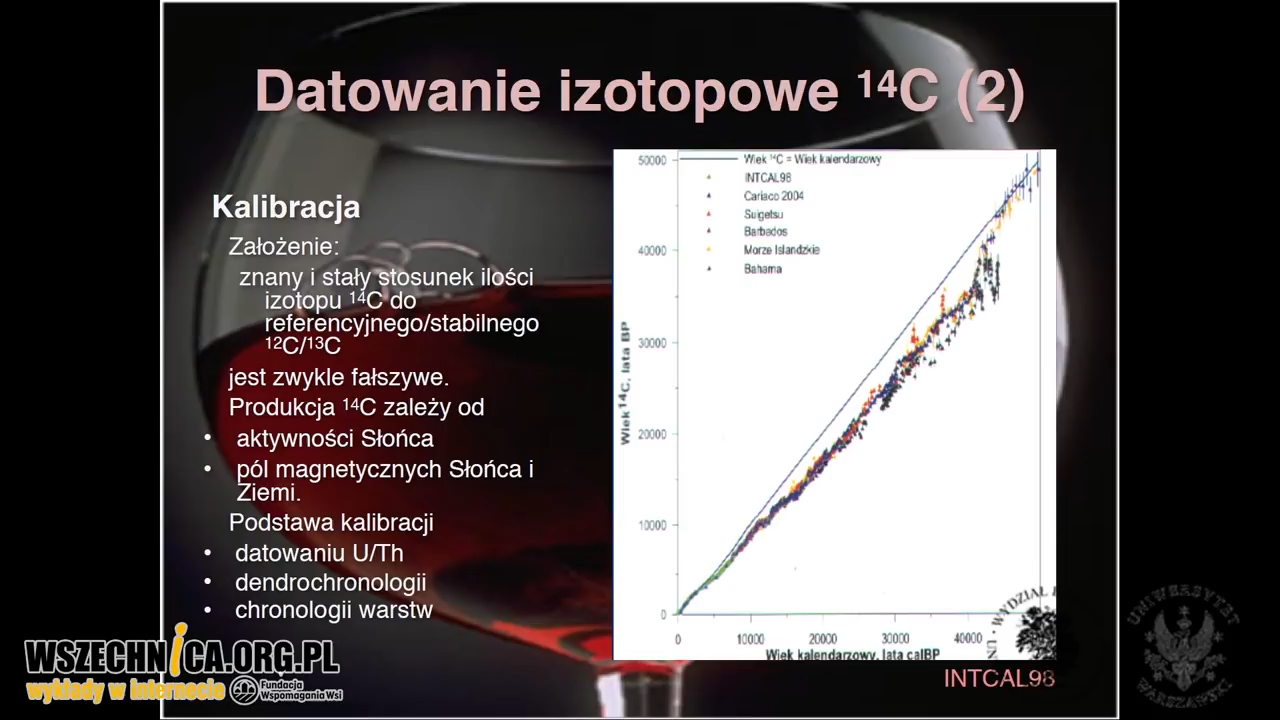 Datowanie izotopowe ¹⁴C (2)
Kalibracja
Założenie:
znany i stały stosunek ilości
izotopu ¹⁴C do
referencyjnego/stabilnego
¹²C/¹³C
jest zwykle fałszywe.
Produkcja ¹⁴C zależy od
• aktywności Słońca
• pól magnetycznych Słońca i
Ziemi.
Podstawa kalibracji
• datowaniu U/Th
• dendrochronologii
• chronologii warstw
Wiek ¹⁴C = Wiek kalendarzowy
INTCAL98
Cariaco 2004
Suigetsu
Barbados
Morze Islandzkie
Bahama
50000
40000
30000
20000
10000
0
Wiek ¹⁴C, lata BP
0 10000 20000 30000 40000
Wiek kalendarzowy, lata calBP
WYDZIAŁ
INTCAL98
WSZECHNICA.ORG.PL
wykłady w internecie
Fundacja
Wspomagania Wsi
UNIWERSYTET
WARSZAWSKI